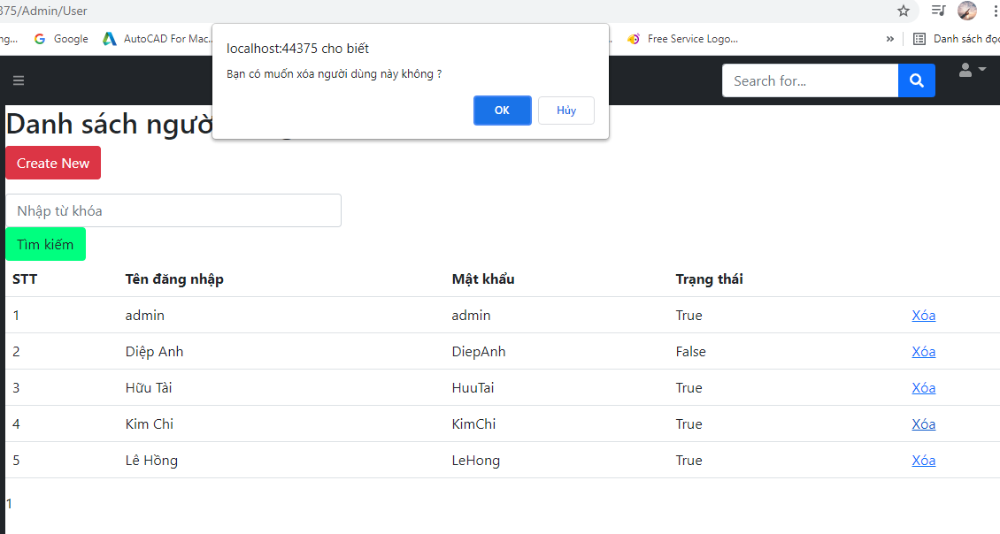 375/Admin/User
ng... Google AutoCAD For Mac... Free Service Logo... » Danh sách đọc
localhost:44375 cho biết
Bạn có muốn xóa người dùng này không ?
OK Hủy
Search for...
Danh sách người
Create New
Nhập từ khóa
Tìm kiếm
STT Tên đăng nhập Mật khẩu Trạng thái
1 admin admin True Xóa
2 Diệp Anh DiepAnh False Xóa
3 Hữu Tài HuuTai True Xóa
4 Kim Chi KimChi True Xóa
5 Lê Hồng LeHong True Xóa
1